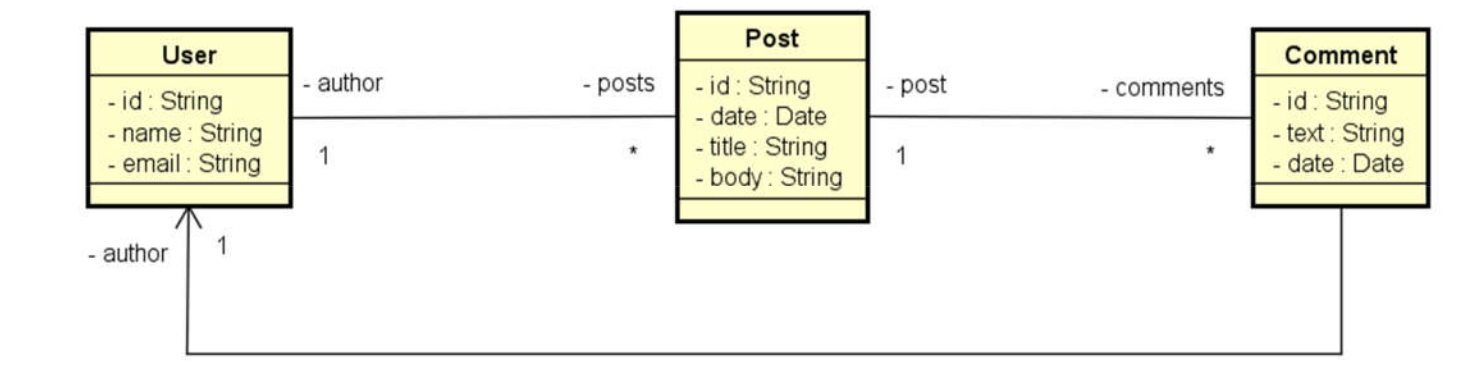 User
- id : String
- name : String
- email : String
- author
1
- posts
*
Post
- id : String
- date : Date
- title : String
- body : String
- post
1
- comments
*
Comment
- id : String
- text : String
- date : Date
- author
1